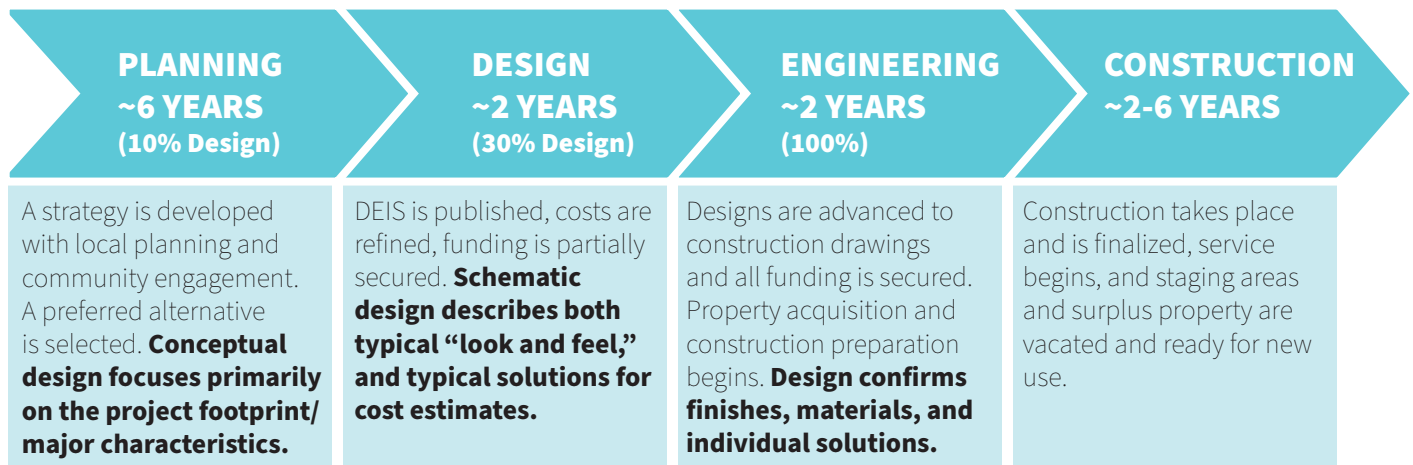 PLANNING
~6 YEARS
(10% Design)
A strategy is developed
with local planning and
community engagement.
A preferred alternative
is selected. Conceptual
design focuses primarily
on the project footprint/
major characteristics.
DESIGN
~2 YEARS
(30% Design)
DEIS is published, costs are
refined, funding is partially
secured. Schematic
design describes both
typical “look and feel,”
and typical solutions for
cost estimates.
ENGINEERING
~2 YEARS
(100%)
Designs are advanced to
construction drawings
and all funding is secured.
Property acquisition and
construction preparation
begins. Design confirms
finishes, materials, and
individual solutions.
CONSTRUCTION
~2-6 YEARS
Construction takes place
and is finalized, service
begins, and staging areas
and surplus property are
vacated and ready for new
use.